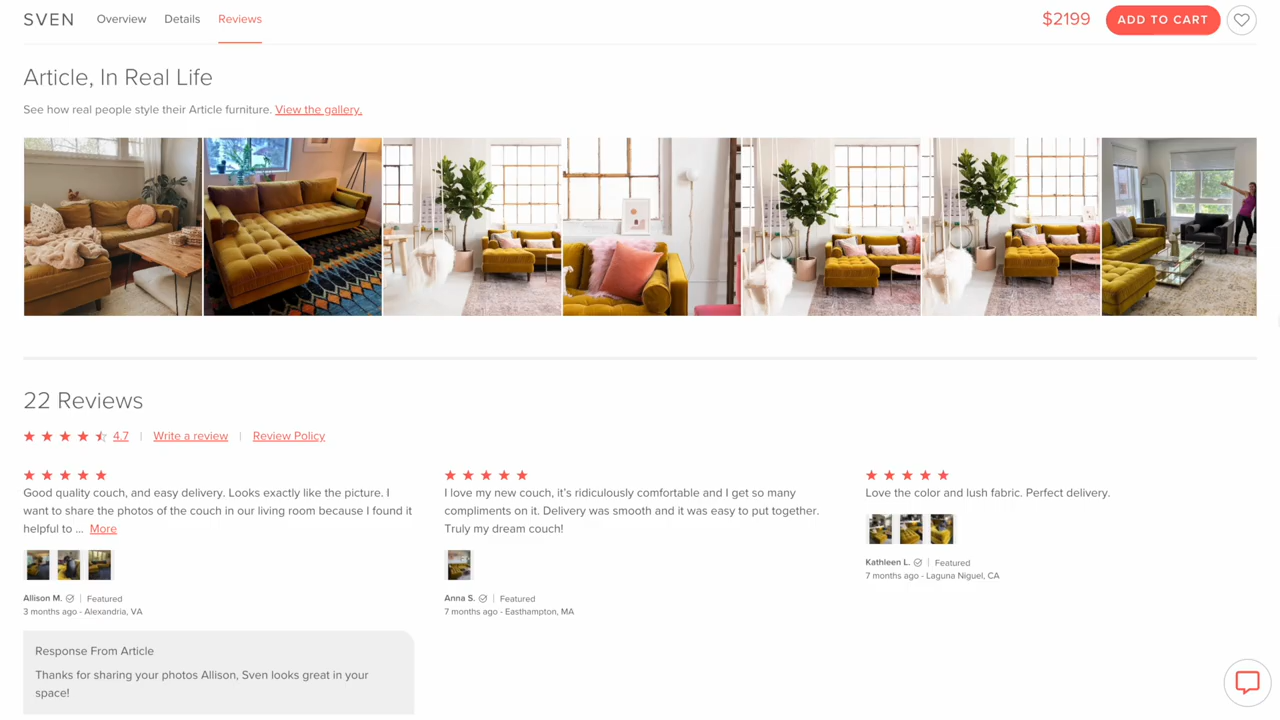 SVEN Overview Details Reviews $2199 ADD TO CART
Article, In Real Life
See how real people style their Article furniture. View the gallery.
22 Reviews
4.7 | Write a review | Review Policy
Good quality couch, and easy delivery. Looks exactly like the picture. I
want to share the photos of the couch in our living room because I found it
helpful to ... More
Allison M. | Featured
3 months ago - Alexandria, VA
Response From Article
Thanks for sharing your photos Allison, Sven looks great in your
space!
I love my new couch, it's ridiculously comfortable and I get so many
compliments on it. Delivery was smooth and it was easy to put together.
Truly my dream couch!
Anna S. | Featured
7 months ago - Easthampton, MA
Love the color and lush fabric. Perfect delivery.
Kathleen L. | Featured
7 months ago - Laguna Niguel, CA